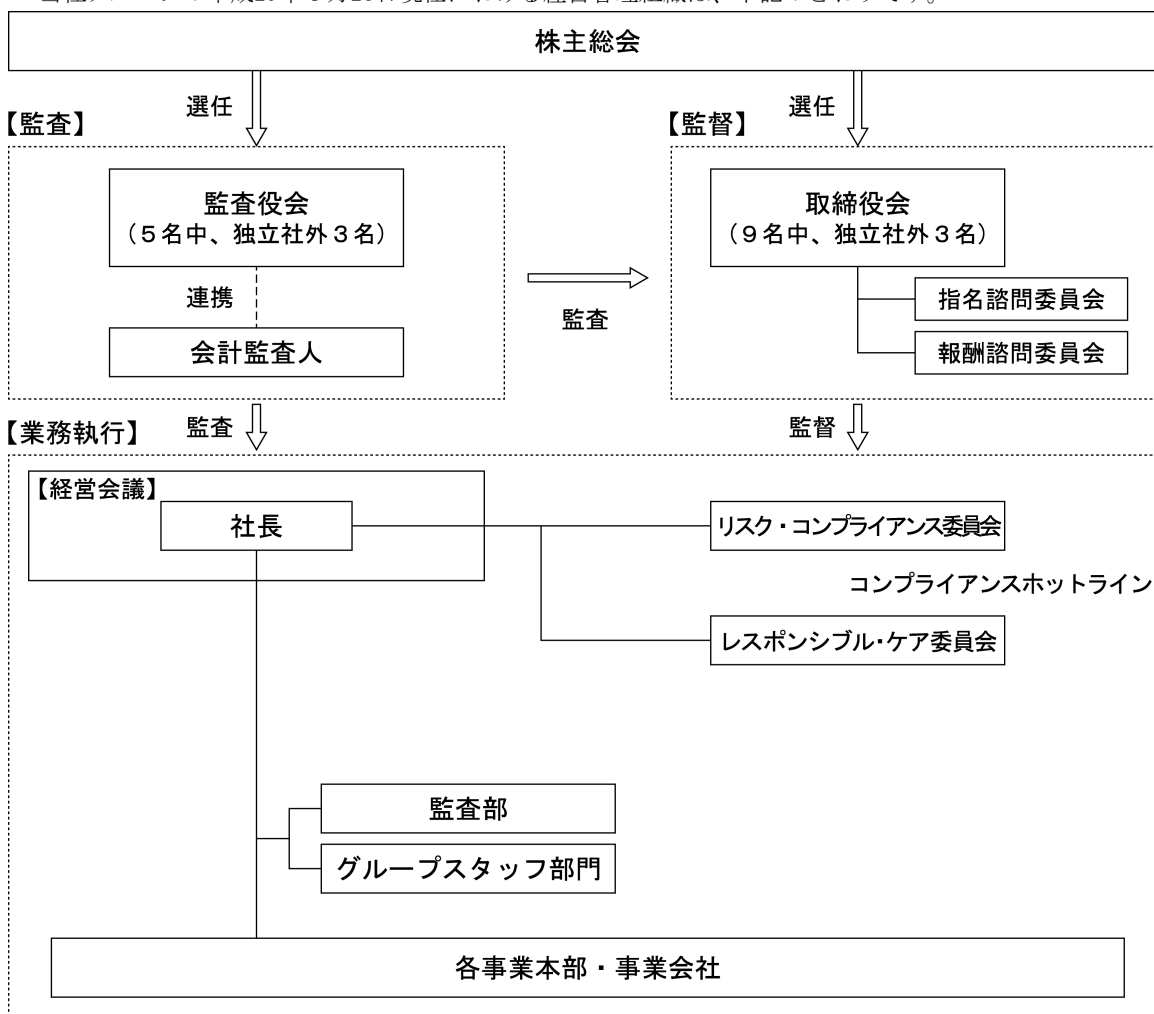 株主総会
選任
選任
【監査】
【監督】
監査役会
(5名中、独立社外3名)
取締役会
(9名中、独立社外3名)
連携
会計監査人
監査
指名諮問委員会
報酬諮問委員会
【業務執行】
監査
監督
【経営会議】
社長
リスク・コンプライアンス委員会
コンプライアンスホットライン
レスポンシブル・ケア委員会
監査部
グループスタッフ部門
各事業本部・事業会社